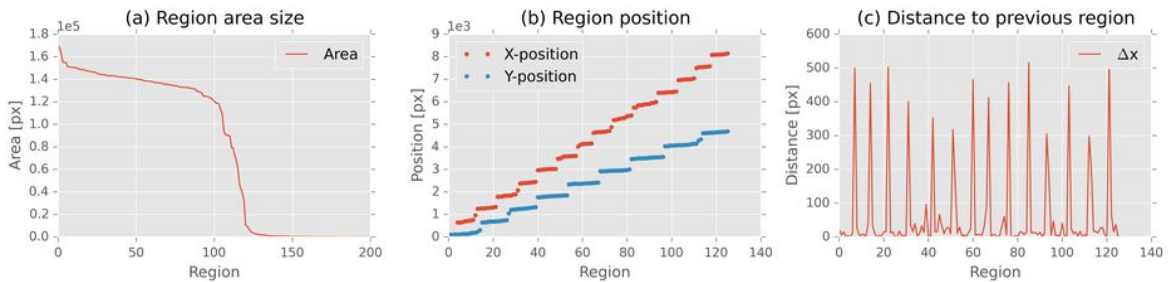 (a) Region area size
1e5
1.8
1.6
1.4
1.2
1.0
0.8
0.6
0.4
0.2
0.0
Area [px]
Area
0 50 100 150 200
Region
(b) Region position
1e3
9
8
7
6
5
4
3
2
1
0
Position [px]
X-position
Y-position
0 20 40 60 80 100 120 140
Region
(c) Distance to previous region
600
500
400
300
200
100
0
Distance [px]
Δx
0 20 40 60 80 100 120 140
Region